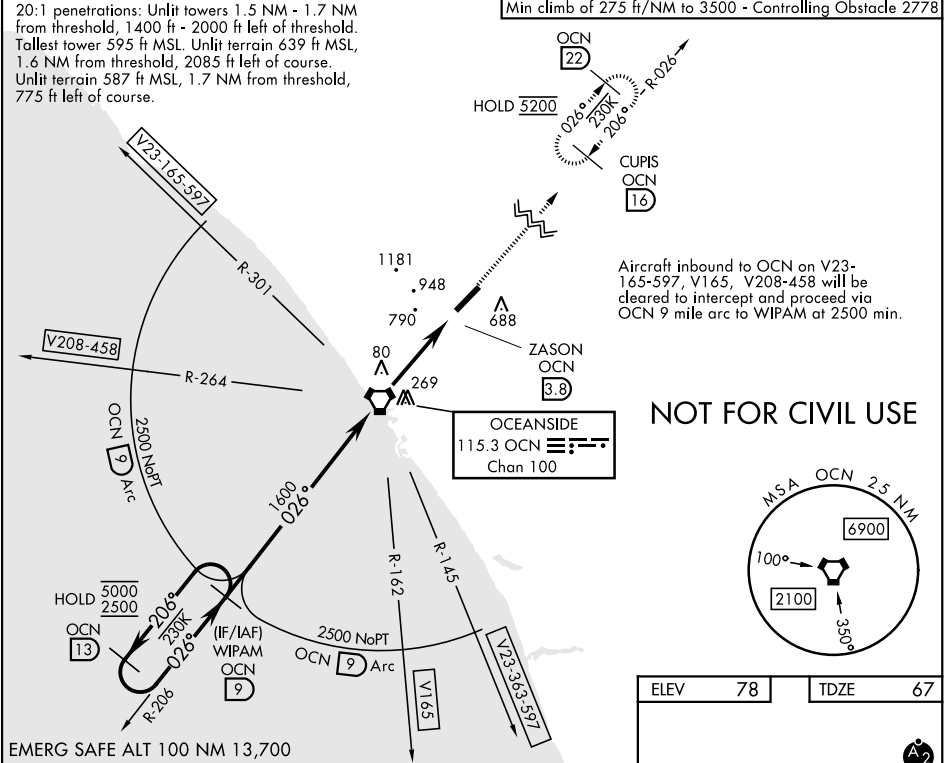 20:1 penetrations: Unlit towers 1.5 NM - 1.7 NM
from threshold, 1400 ft - 2000 ft left of threshold.
Tallest tower 595 ft MSL. Unlit terrain 639 ft MSL,
1.6 NM from threshold, 2085 ft left of course.
Unlit terrain 587 ft MSL, 1.7 NM from threshold,
775 ft left of course.
Min climb of 275 ft/NM to 3500 - Controlling Obstacle 2778
OCN
22
R-026
HOLD 5200
026°
230K
206°
CUPIS
OCN
16
V23-165-597
R-301
1181
948
790
688
Aircraft inbound to OCN on V23-
165-597, V165, V208-458 will be
cleared to intercept and proceed via
OCN 9 mile arc to WIPAM at 2500 min.
V208-458
R-264
80
269
ZASON
OCN
3.8
OCEANSIDE
115.3 OCN
Chan 100
NOT FOR CIVIL USE
2500 NoPT
OCN 9 Arc
1600
026°
R-162
R-145
MSA OCN 25 NM
6900
100°
2100
350°
HOLD 5000
2500
206°
230K
026°
OCN
13
(IF/IAF)
WIPAM
OCN
9
R-206
2500 NoPT
OCN 9 Arc
V165
V23-363-597
ELEV 78
TDZE 67
EMERG SAFE ALT 100 NM 13,700
A2